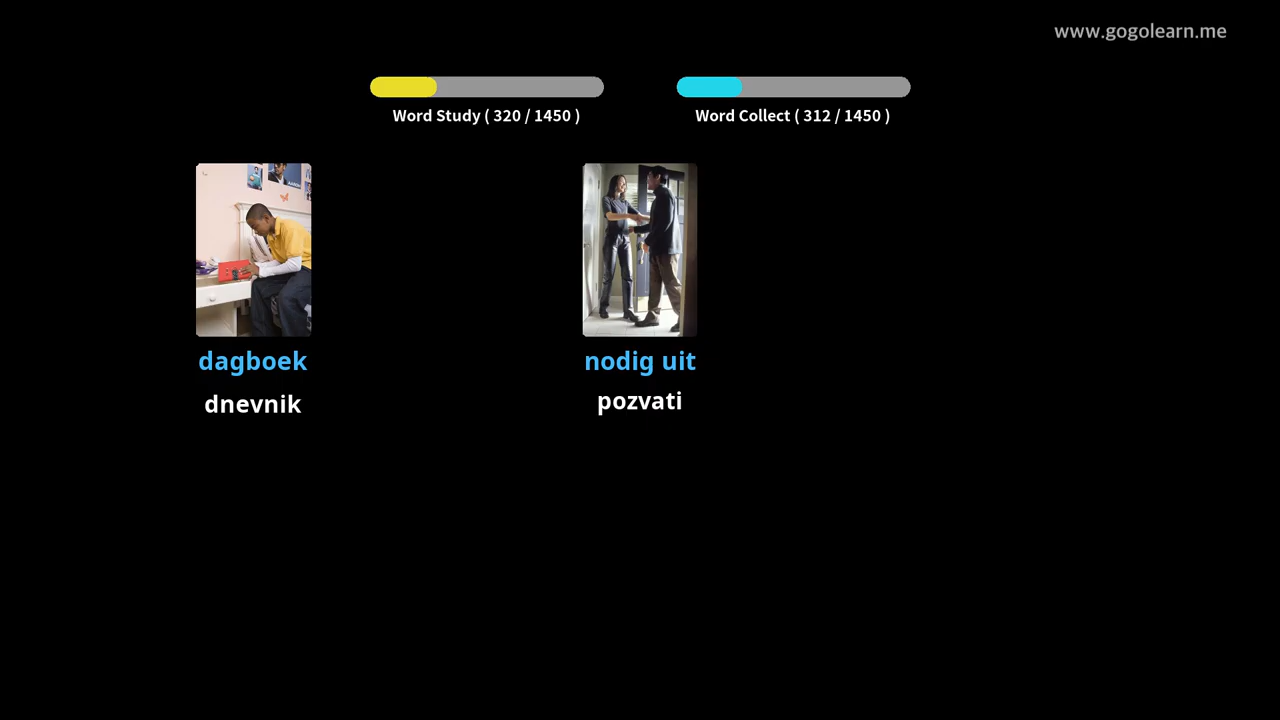 www.gogolearn.me
Word Study ( 320 / 1450 )
Word Collect ( 312 / 1450 )
dagboek
dnevnik
nodig uit
pozvati